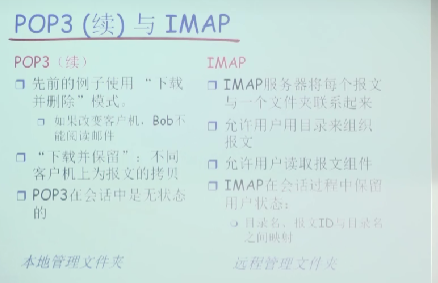 POP3 (续) 与 IMAP
POP3（续）
先前的例子使用 “下载
并删除”模式。
如果改变客户机，Bob不
能阅读邮件
“下载并保留”：不同
客户机上为报文的拷贝
POP3在会话中是无状态
的
IMAP
IMAP服务器将每个报文
与一个文件夹联系起来
允许用户用目录来组织
报文
允许用户读取报文组件
IMAP在会话过程中保留
用户状态：
目录名、报文ID与目录名
之间映射
本地管理文件夹
远程管理文件夹